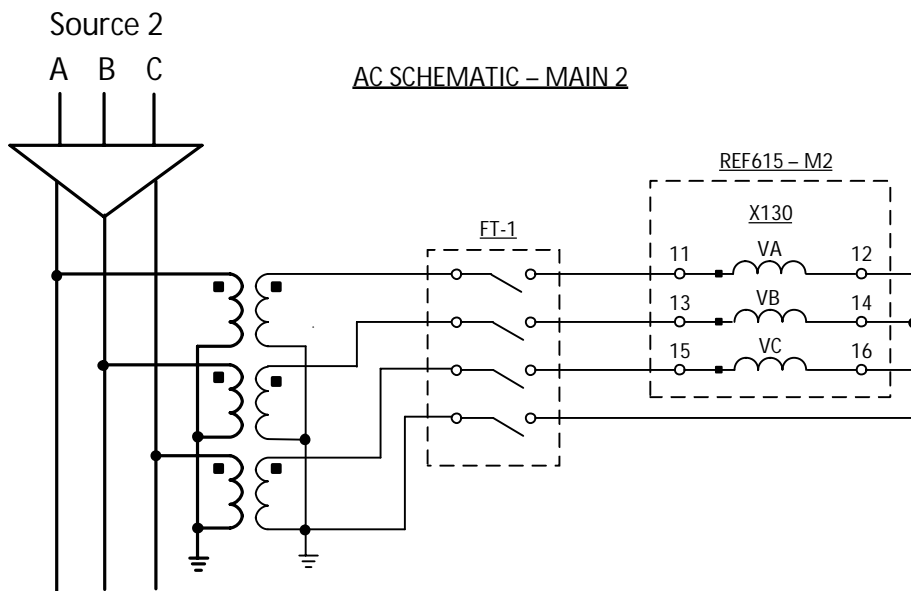 Source 2
A B C
AC SCHEMATIC – MAIN 2
REF615 – M2
X130
FT-1
11 VA 12
13 VB 14
15 VC 16